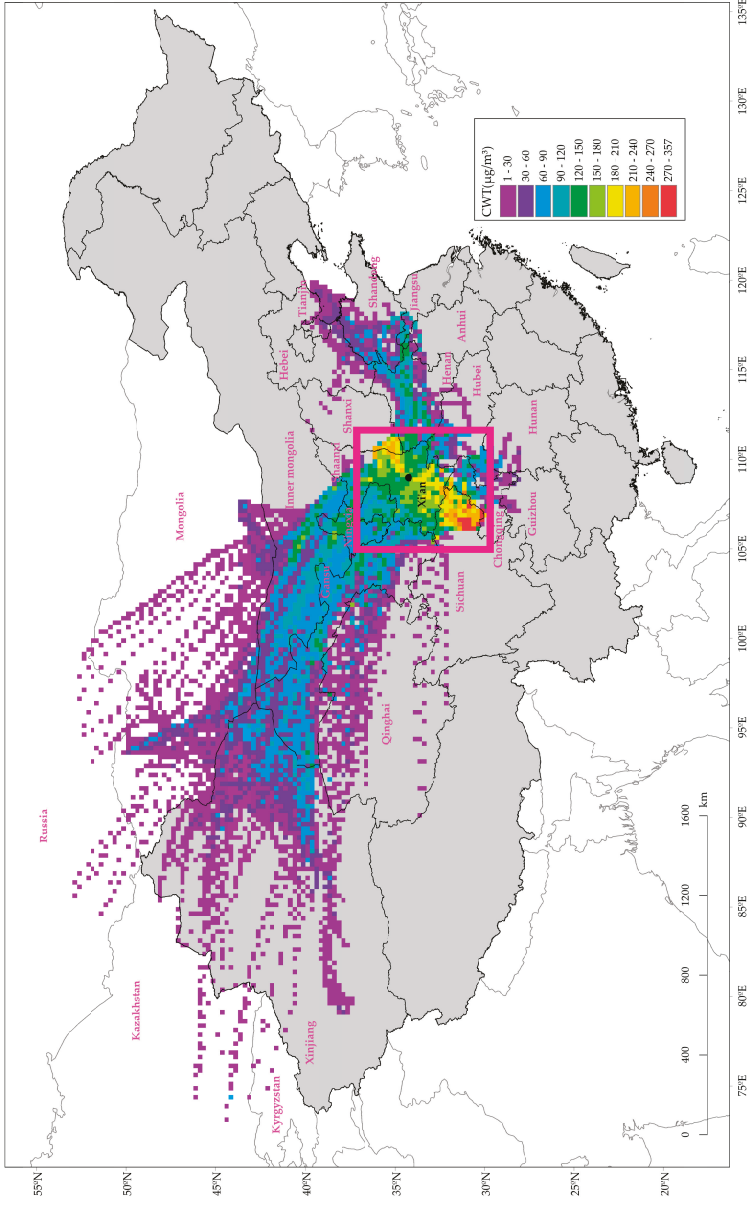 Russia
Kazakhstan
Mongolia
Kyrgyzstan
Xinjiang
Inner mongolia
Hebei
Tianjin
Shanxi
Shandong
Gansu
Qinghai
Jiangsu
Henan
Anhui
Xi'an
Hubei
Sichuan
Chongqing
Guizhou
Hunan
CWT(μg/m³)
1 - 30
30 - 60
60 - 90
90 - 120
120 - 150
150 - 180
180 210
210 - 240
240 - 270
270 - 357
0 400 800 1200 1600
km
55°N
50°N
45°N
40°N
35°N
30°N
25°N
20°N
75°E 80°E 85°E 90°E 95°E 100°E 105°E 110°E 115°E 120°E 125°E 130°E 135°E